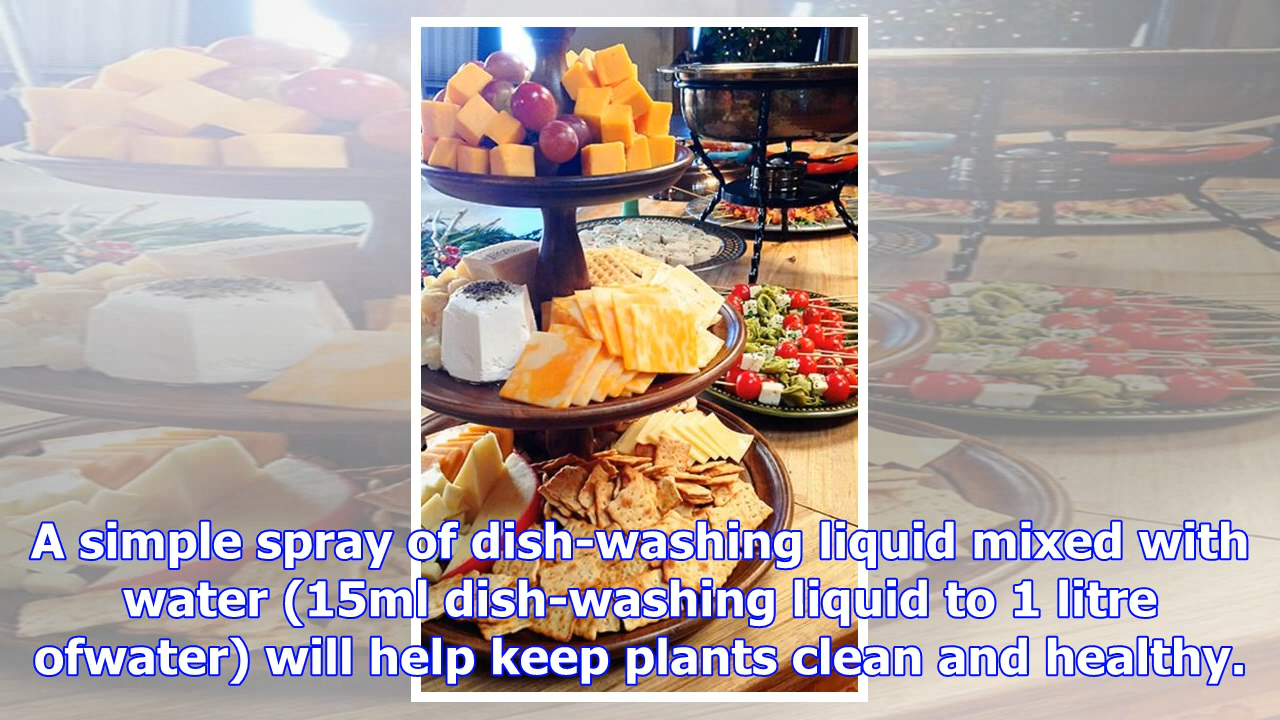 A simple spray of dish-washing liquid mixed with
water (15ml dish-washing liquid to 1 litre
ofwater) will help keep plants clean and healthy.